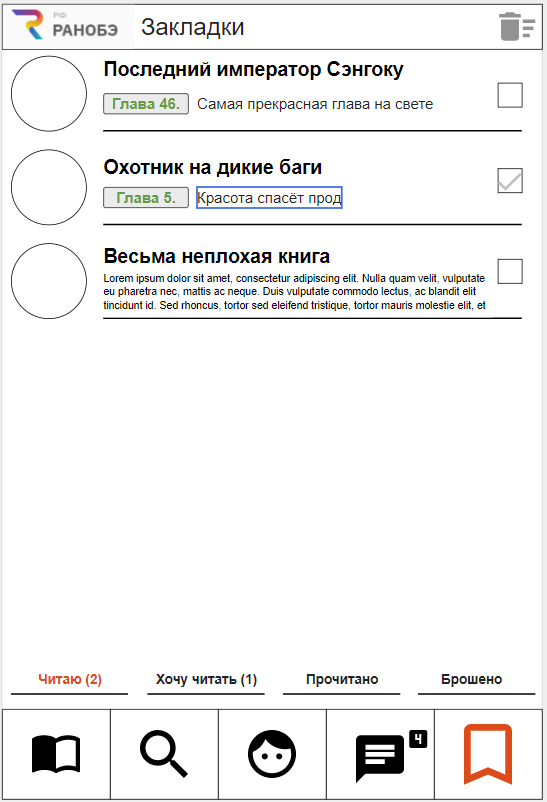 РФ
РАНОБЭ
Закладки
Последний император Сэнгоку
Глава 46. Самая прекрасная глава на свете
Охотник на дикие баги
Глава 5. Красота спасёт прод
Весьма неплохая книга
Lorem ipsum dolor sit amet, consectetur adipiscing elit. Nulla quam velit, vulputate
eu pharetra nec, mattis ac neque. Duis vulputate commodo lectus, ac blandit elit
tincidunt id. Sed rhoncus, tortor sed eleifend tristique, tortor mauris molestie elit, et
Читаю (2) Хочу читать (1) Прочитано Брошено
4